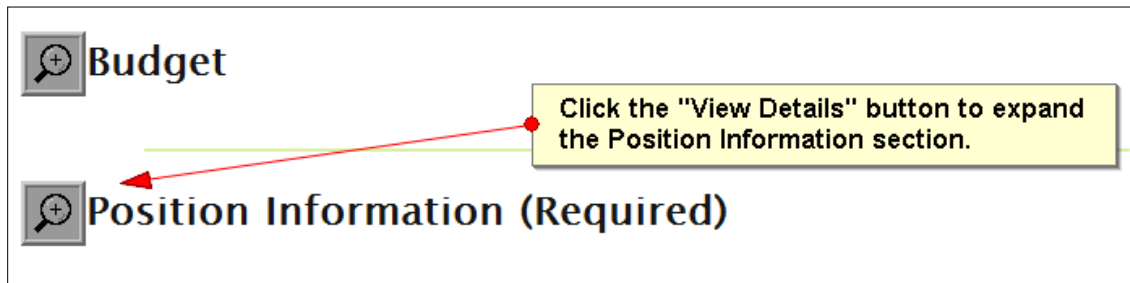 Budget
Click the "View Details" button to expand
the Position Information section.
Position Information (Required)